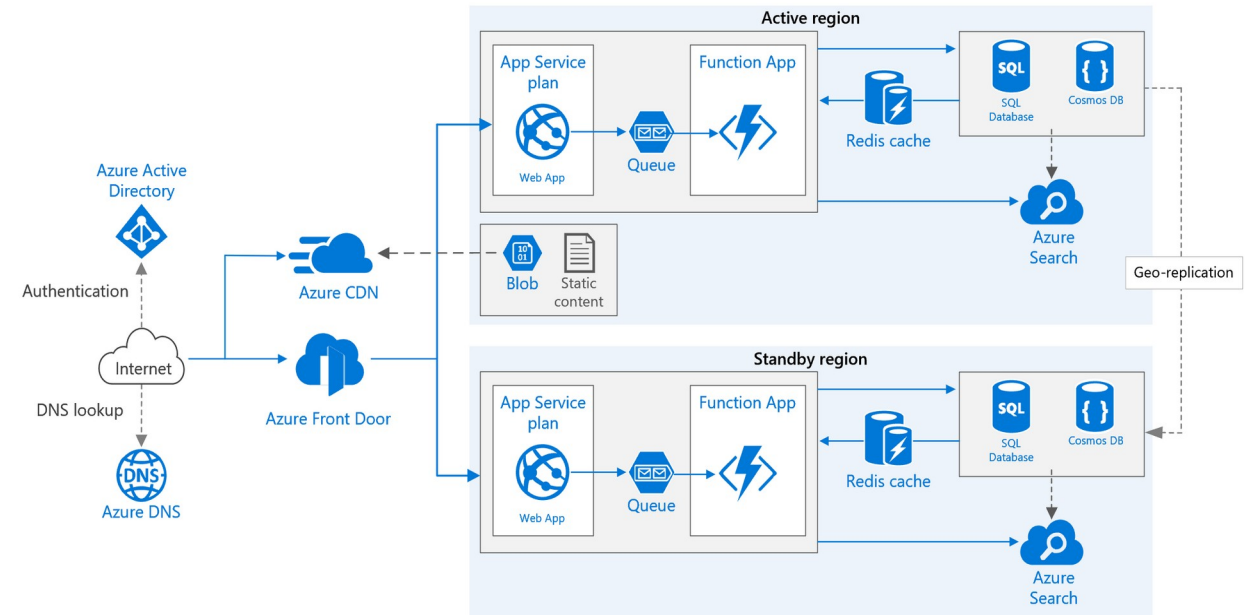 Active region
App Service
plan
Web App
Queue
Function App
Redis cache
SQL
SQL
Database
{ }
Cosmos DB
Azure
Search
Azure Active
Directory
Authentication
Internet
DNS lookup
DNS
Azure DNS
Azure CDN
Azure Front Door
10
01
Blob
Static
content
Geo-replication
Standby region
App Service
plan
Web App
Queue
Function App
Redis cache
SQL
SQL
Database
{ }
Cosmos DB
Azure
Search